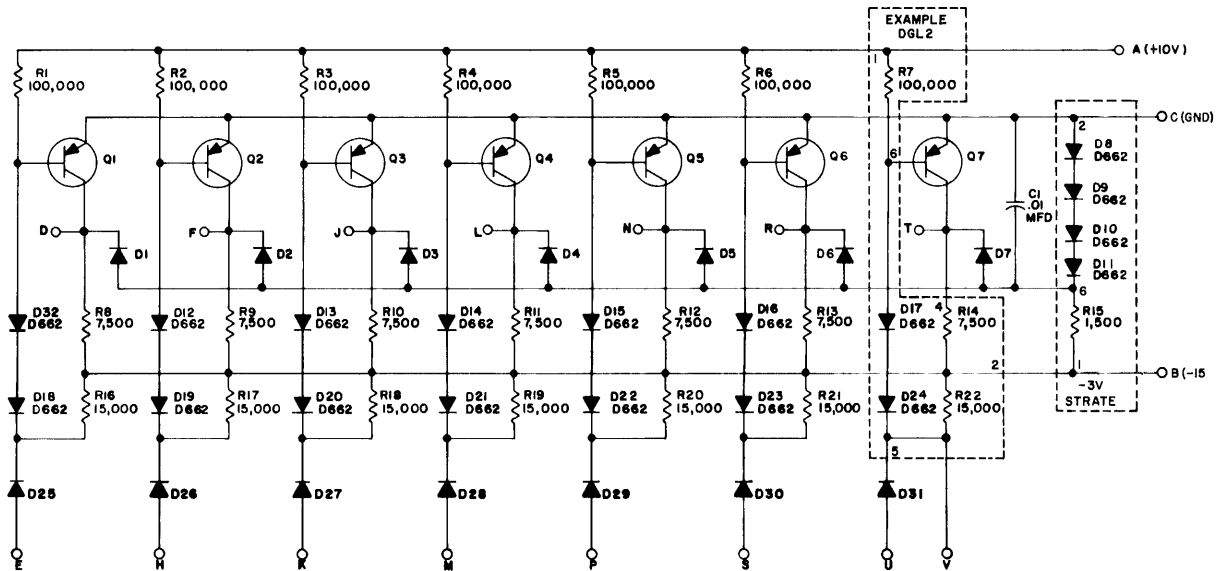 EXAMPLE
DGL2
A (+10V)
1
R1
100,000
R2
100,000
R3
100,000
R4
100,000
R5
100,000
R6
100,000
R7
100,000
C (GND)
2
Q1
Q2
Q3
Q4
Q5
Q6
6
Q7
C1
.01
MFD
D8
D662
D9
D662
D10
D662
D11
D662
6
D
D1
F
D2
J
D3
L
D4
N
D5
R
D6
T
D7
D32
D662
R8
7,500
D12
D662
R9
7,500
D13
D662
R10
7,500
D14
D662
R11
7,500
D15
D662
R12
7,500
D16
D662
R13
7,500
D17
D662
4
R14
7,500
R15
1,500
2
1
-3V
STRATE
B (-15
D18
D662
R16
15,000
D19
D662
R17
15,000
D20
D662
R18
15,000
D21
D662
R19
15,000
D22
D662
R20
15,000
D23
D662
R21
15,000
D24
D662
R22
15,000
5
D25
D26
D27
D28
D29
D30
D31
E
H
K
M
P
S
U
V